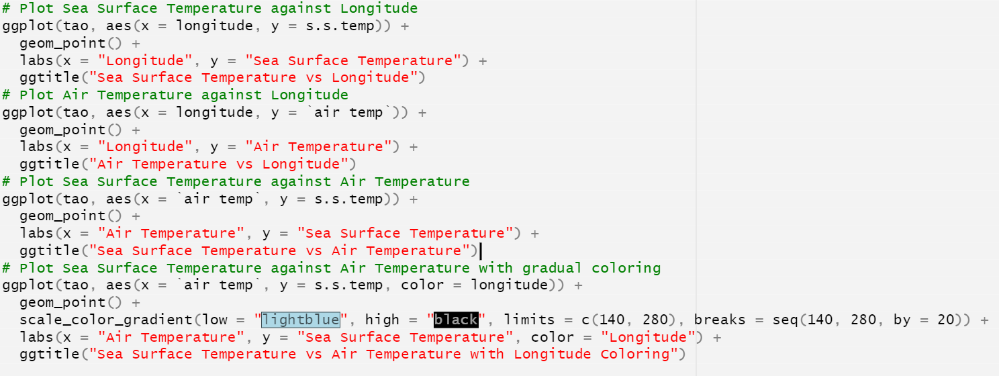 # Plot Sea Surface Temperature against Longitude
ggplot(tao, aes(x = longitude, y = s.s.temp)) +
  geom_point() +
  labs(x = "Longitude", y = "Sea Surface Temperature") +
  ggtitle("Sea Surface Temperature vs Longitude")
# Plot Air Temperature against Longitude
ggplot(tao, aes(x = longitude, y = `air temp`)) +
  geom_point() +
  labs(x = "Longitude", y = "Air Temperature") +
  ggtitle("Air Temperature vs Longitude")
# Plot Sea Surface Temperature against Air Temperature
ggplot(tao, aes(x = `air temp`, y = s.s.temp)) +
  geom_point() +
  labs(x = "Air Temperature", y = "Sea Surface Temperature") +
  ggtitle("Sea Surface Temperature vs Air Temperature")
# Plot Sea Surface Temperature against Air Temperature with gradual coloring
ggplot(tao, aes(x = `air temp`, y = s.s.temp, color = longitude)) +
  geom_point() +
  scale_color_gradient(low = "lightblue", high = "black", limits = c(140, 280), breaks = seq(140, 280, by = 20)) +
  labs(x = "Air Temperature", y = "Sea Surface Temperature", color = "Longitude") +
  ggtitle("Sea Surface Temperature vs Air Temperature with Longitude Coloring")